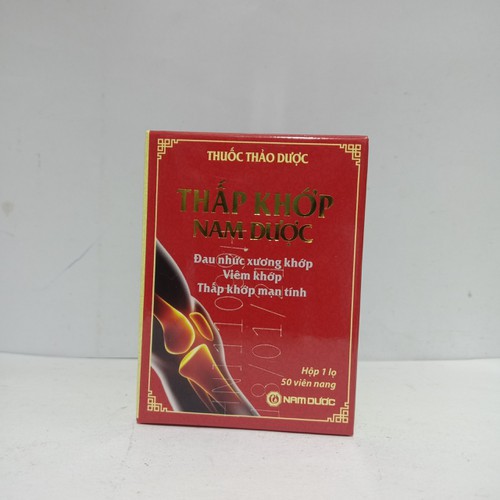 THUỐC THẢO DƯỢC
THẤP KHỚP
NAM DƯỢC
Đau nhức xương khớp
Viêm khớp
Thấp khớp mạn tính
Hộp 1 lọ
50 viên nang
NAM DƯỢC